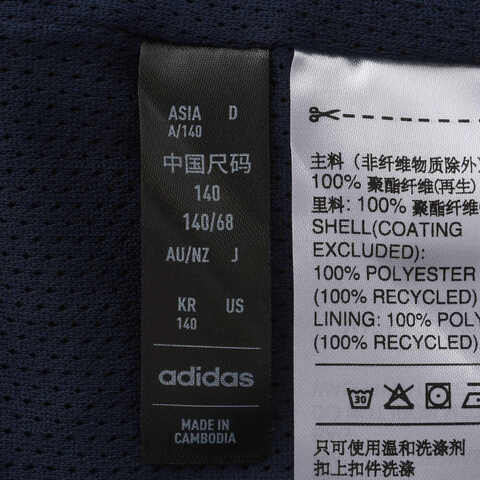 ASIA D
A/140
中国尺码
140
140/68
AU/NZ J
KR US
140
adidas
MADE IN
CAMBODIA
主料 (非纤维物质除外)
100% 聚酯纤维(再生)
里料: 100% 聚酯纤维
SHELL(COATING
EXCLUDED):
100% POLYESTER
(100% RECYCLED)
LINING: 100% POLY
(100% RECYCLED)
30
只可使用温和洗涤剂
扣上扣件洗涤